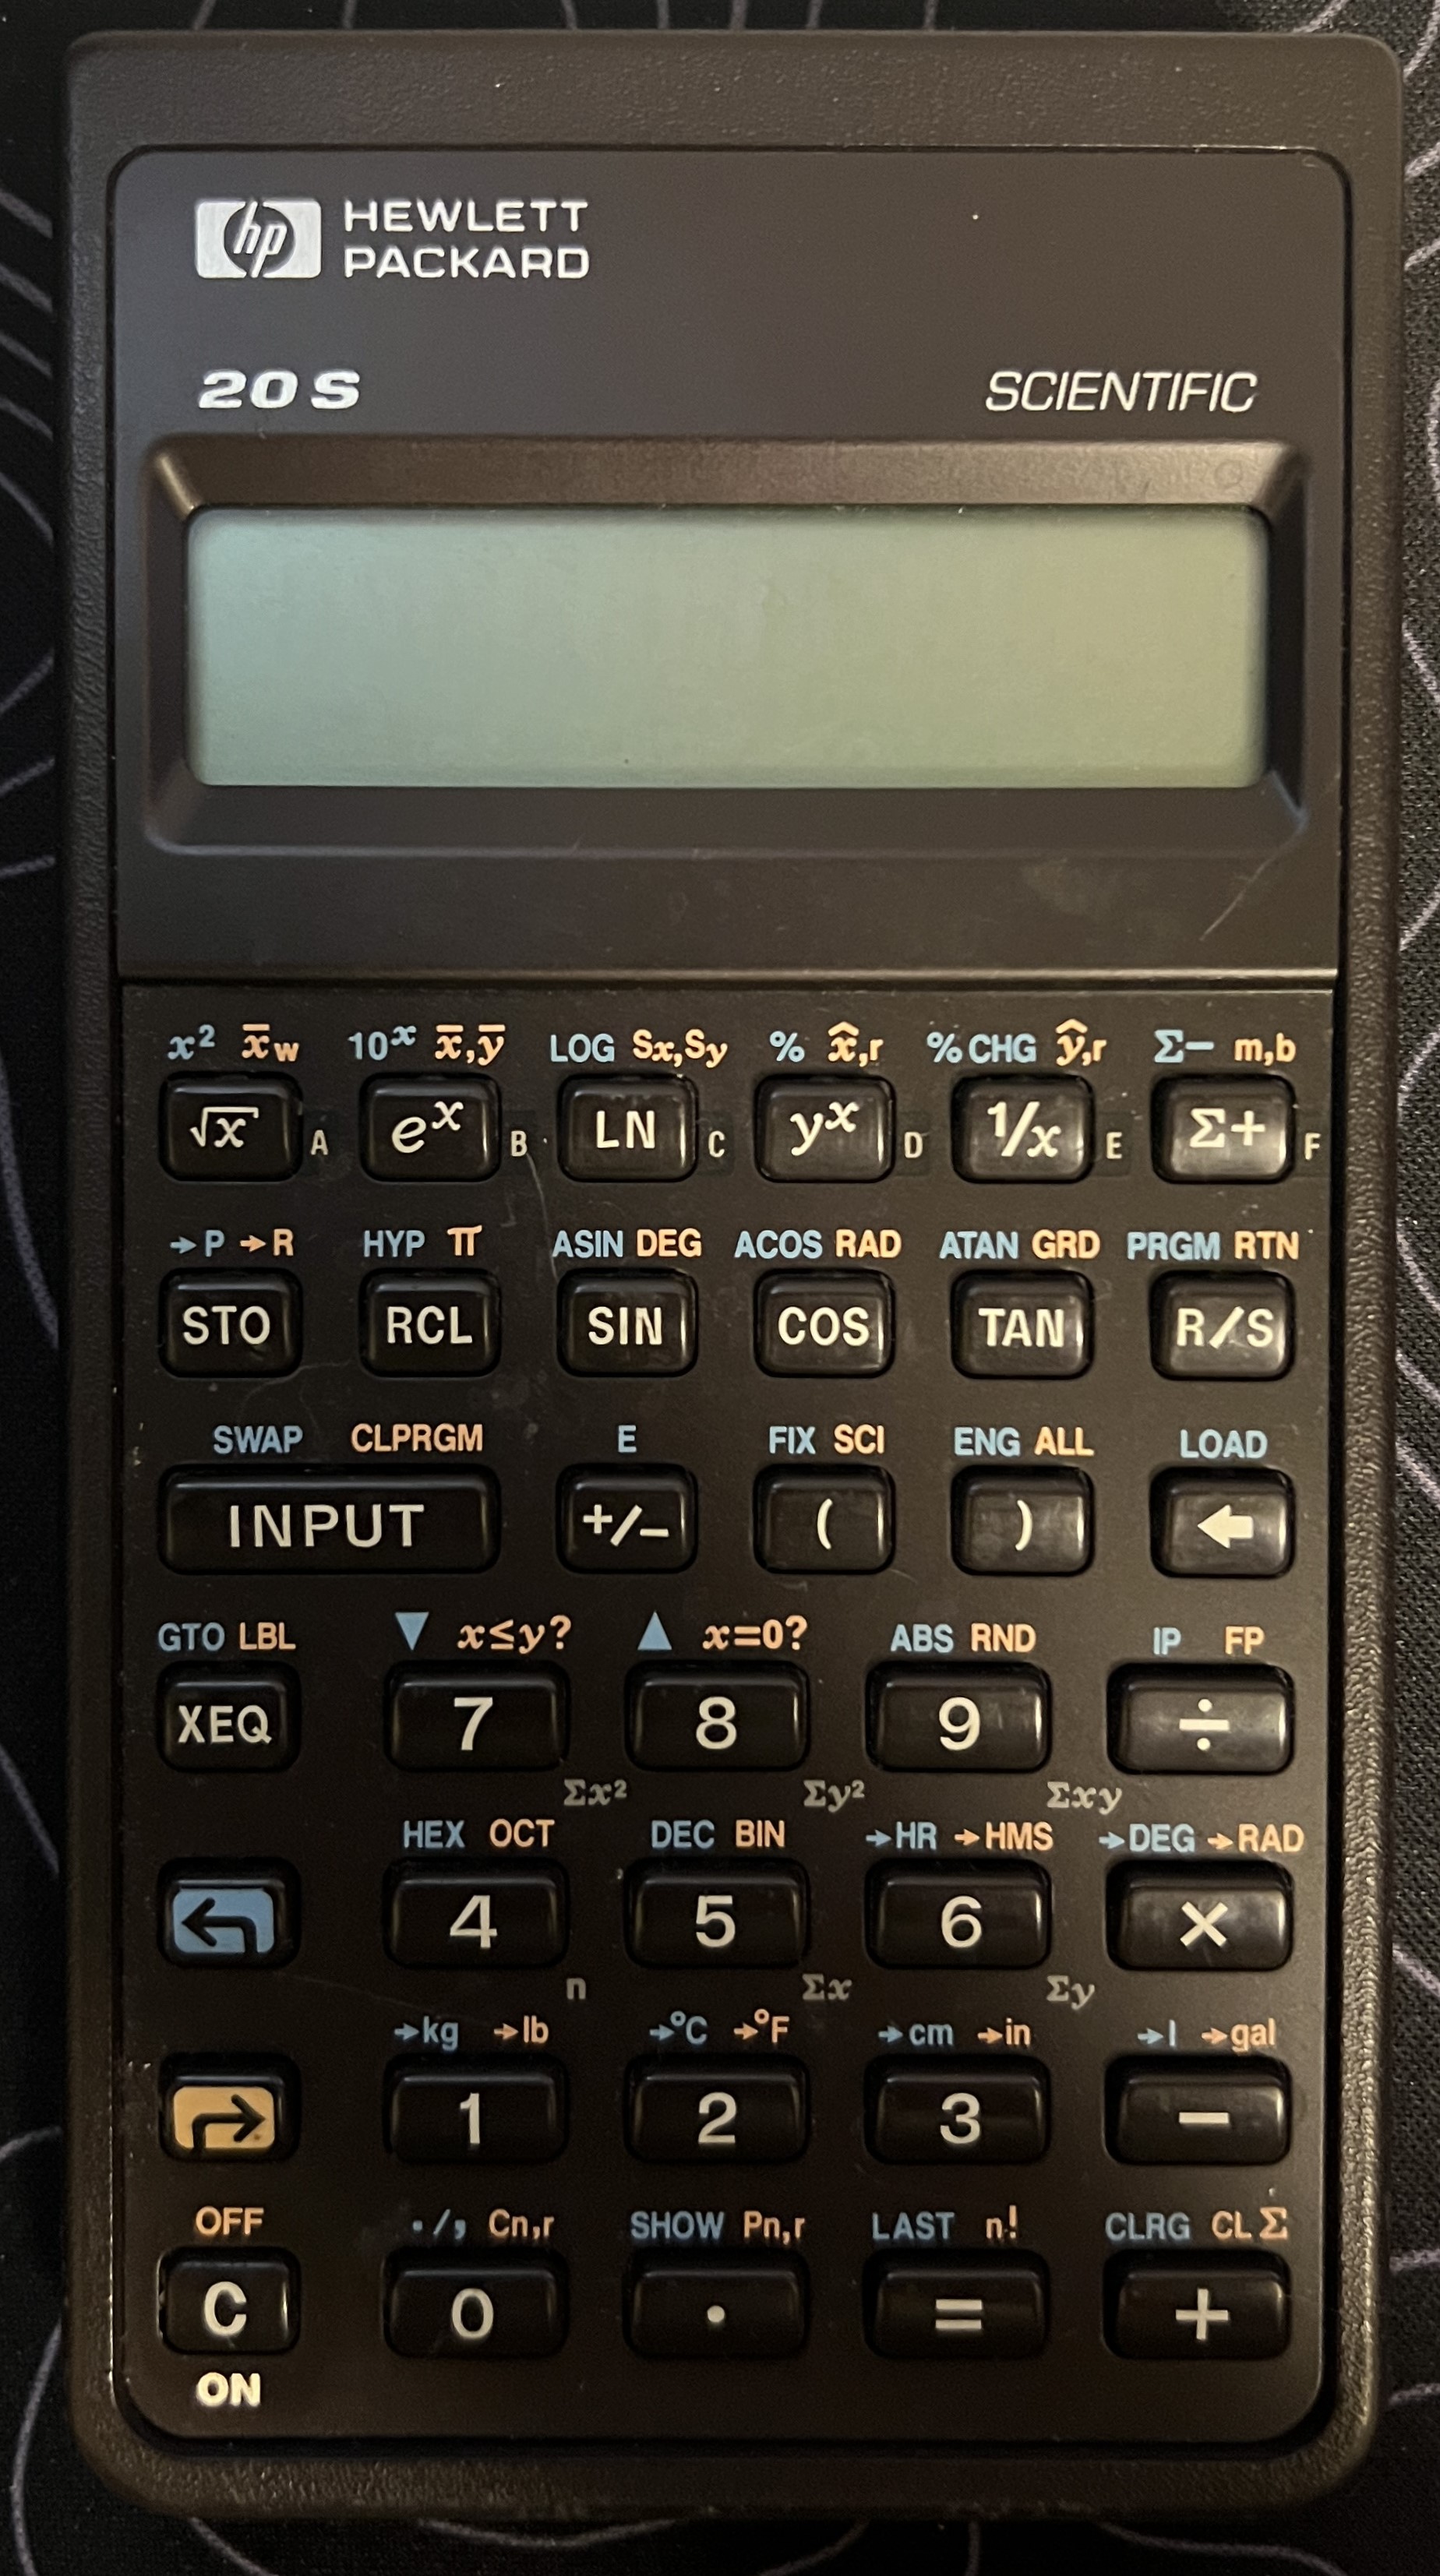 hp HEWLETT
PACKARD
20S SCIENTIFIC
x² x̄w 10ˣ x̄,ȳ LOG Sx,Sy % x̂,r %CHG ŷ,r Σ− m,b
√x A eˣ B LN C yˣ D 1/x E Σ+ F
→P →R HYP π ASIN DEG ACOS RAD ATAN GRD PRGM RTN
STO RCL SIN COS TAN R/S
SWAP CLPRGM E FIX SCI ENG ALL LOAD
INPUT +/− ( ) ←
GTO LBL ▼ x≤y? ▲ x=0? ABS RND IP FP
XEQ 7 8 9 ÷
Σx² Σy² Σxy
HEX OCT DEC BIN →HR →HMS →DEG →RAD
4 5 6 ×
n Σx Σy
→kg →lb →°C →°F →cm →in →l →gal
1 2 3 −
OFF ./, Cn,r SHOW Pn,r LAST n! CLRG CLΣ
C 0 . = +
ON